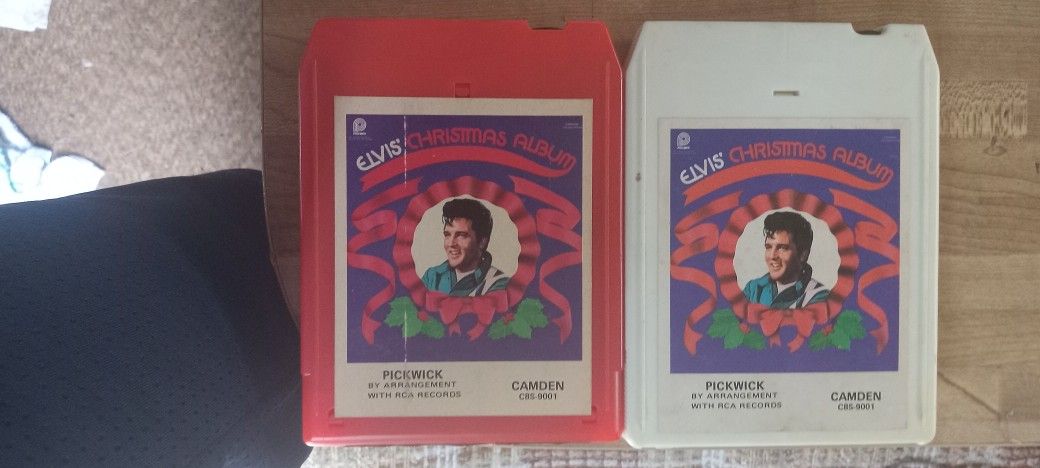 ELVIS' CHRISTMAS ALBUM
PICKWICK
BY ARRANGEMENT
WITH RCA RECORDS
CAMDEN
C8S-9001
ELVIS' CHRISTMAS ALBUM
PICKWICK
BY ARRANGEMENT
WITH RCA RECORDS
CAMDEN
C8S-9001